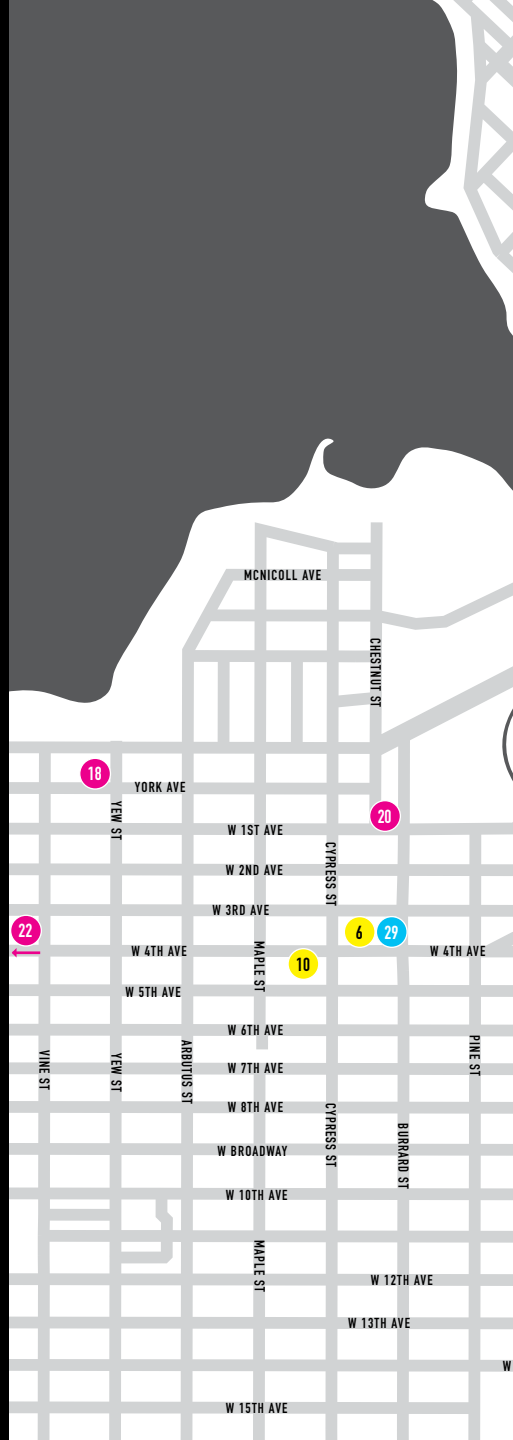 MCNICOLL AVE
CHESTNUT ST
18
YORK AVE
YEW ST
20
W 1ST AVE
CYPRESS ST
W 2ND AVE
W 3RD AVE
22
6
29
W 4TH AVE
MAPLE ST
W 4TH AVE
10
W 5TH AVE
W 6TH AVE
VINE ST
YEW ST
ARBUTUS ST
W 7TH AVE
PINE ST
W 8TH AVE
CYPRESS ST
BURRARD ST
W BROADWAY
W 10TH AVE
MAPLE ST
W 12TH AVE
W 13TH AVE
W
W 15TH AVE